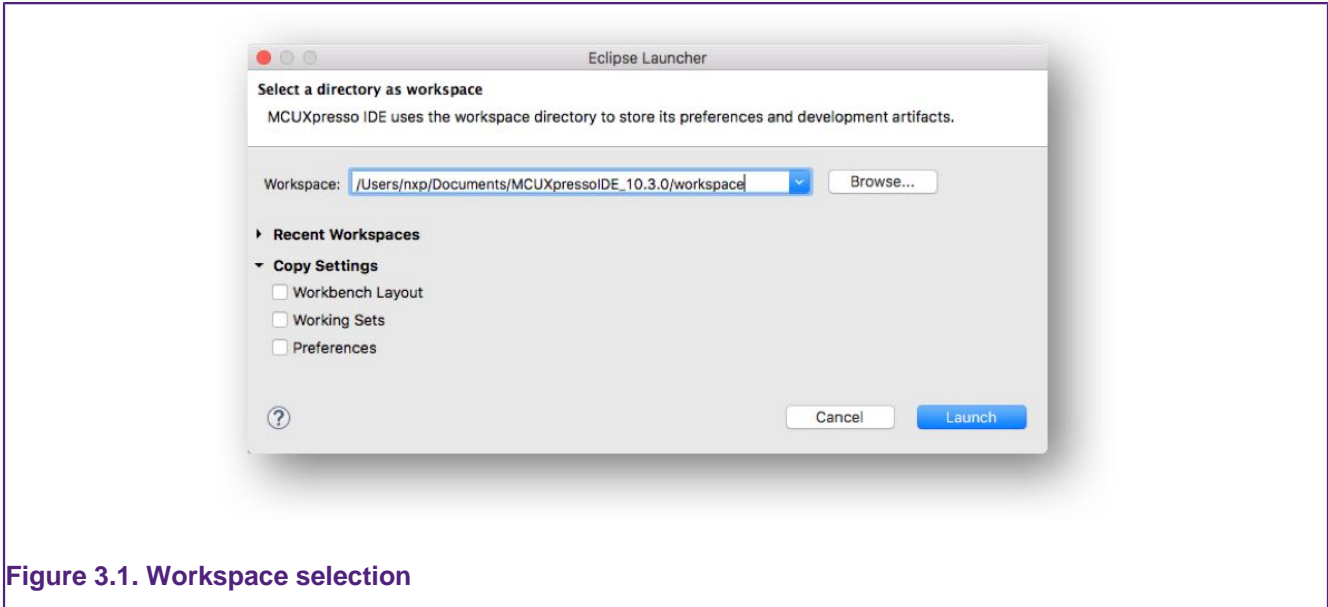 Eclipse Launcher
Select a directory as workspace
MCUXpresso IDE uses the workspace directory to store its preferences and development artifacts.
Workspace: /Users/nxp/Documents/MCUXpressoIDE_10.3.0/workspace Browse...
Recent Workspaces
Copy Settings
Workbench Layout
Working Sets
Preferences
? Cancel Launch
Figure 3.1. Workspace selection